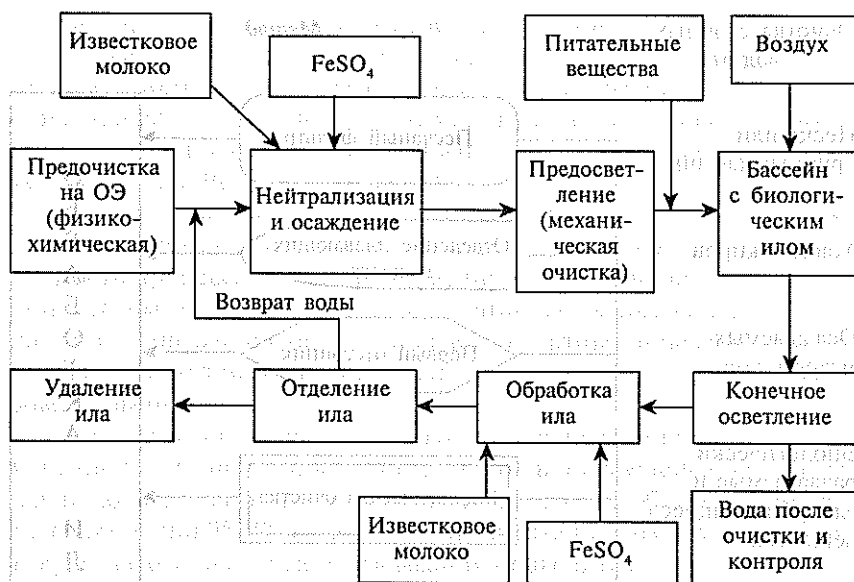 Известковое
молоко
FeSO₄
Питательные
вещества
Воздух
Предочистка
на ОЭ
(физико-
химическая)
Нейтрализация
и осаждение
Предосвет-
ление
(механи-
ческая
очистка)
Бассейн
с биологи-
ческим
илом
Возврат воды
Удаление
ила
Отделение
ила
Обработка
ила
Конечное
осветление
Известковое
молоко
FeSO₄
Вода после
очистки и
контроля